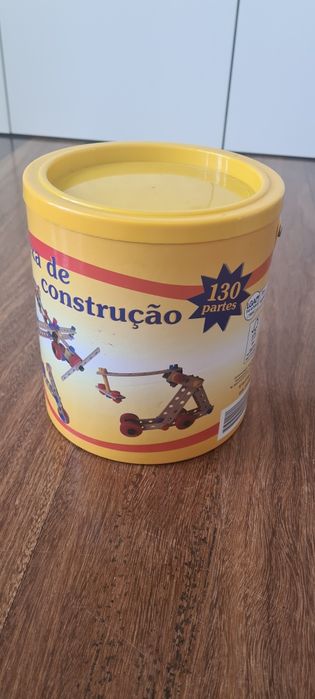 de
construção
130
partes